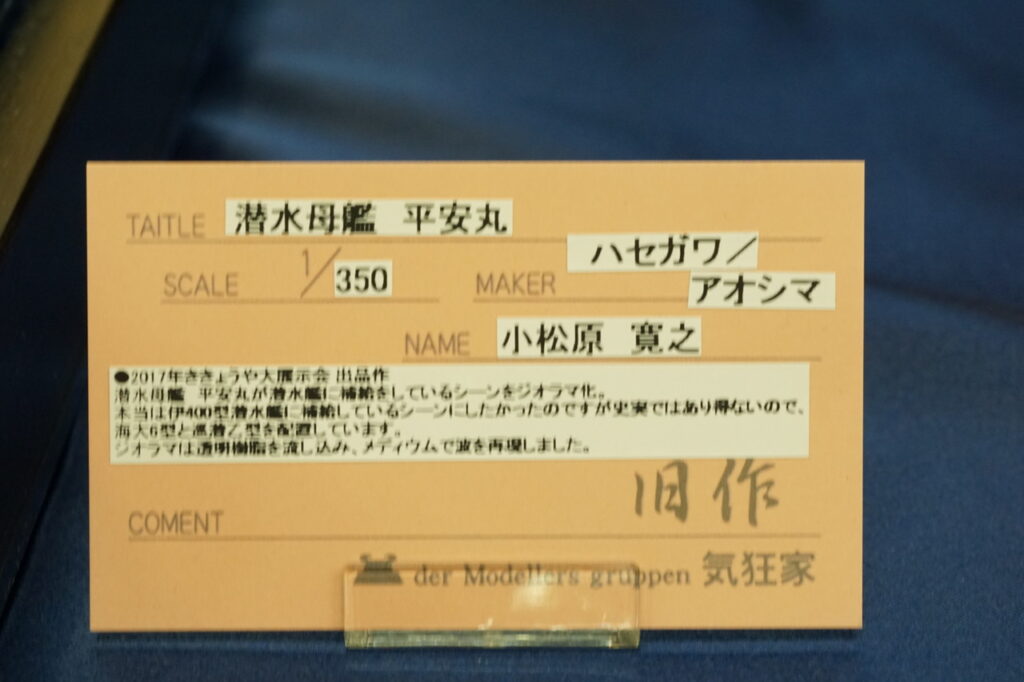 TAITLE 潜水母艦 平安丸
SCALE 1/350 MAKER ハセガワ/
アオシマ
NAME 小松原 寛之
●2017年ききょうや大展示会 出品作
潜水母艦 平安丸が潜水艦に補給をしているシーンをジオラマ化。
本当は伊400型潜水艦に補給しているシーンにしたかったのですが史実ではあり得ないので、
海大6型と巡潜乙型を配置しています。
ジオラマは透明樹脂を流し込み、メディウムで波を再現しました。
旧作
COMENT
der Modellers gruppen 気狂家